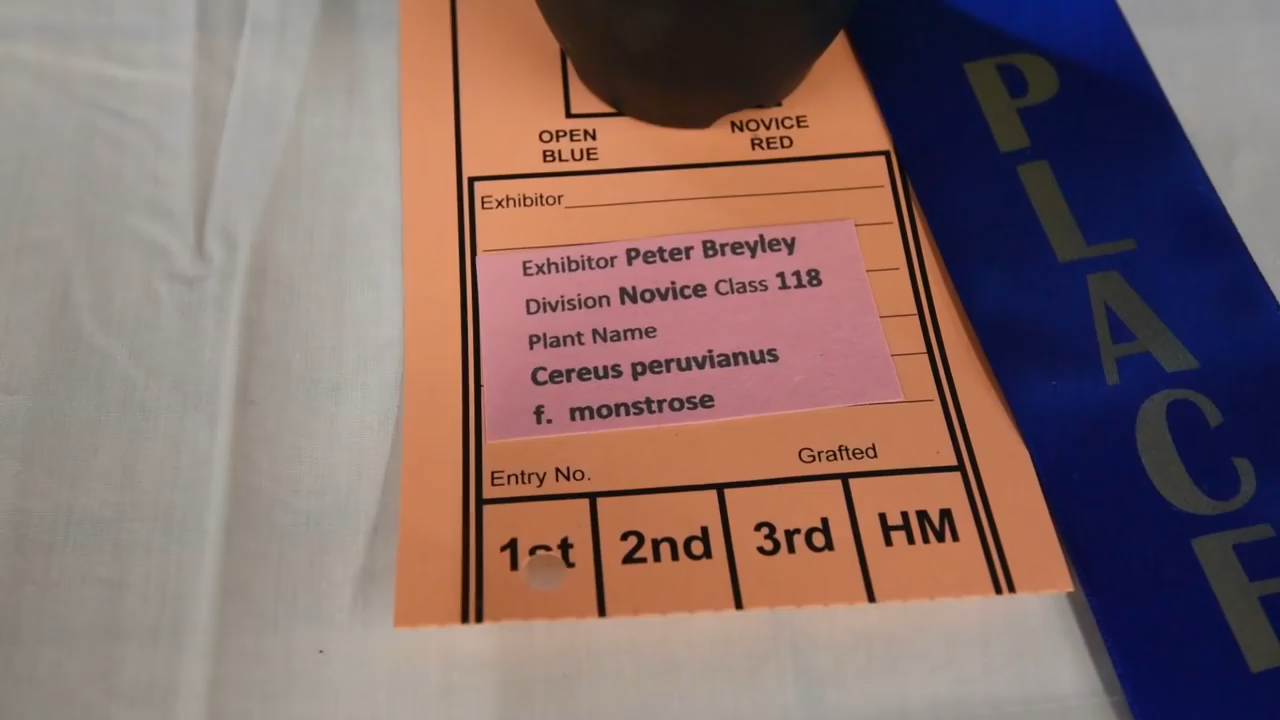 OPEN
BLUE
NOVICE
RED
Exhibitor
Exhibitor Peter Breyley
Division Novice Class 118
Plant Name
Cereus peruvianus
f. monstrose
Entry No.
Grafted
1st 2nd 3rd HM
PLACE